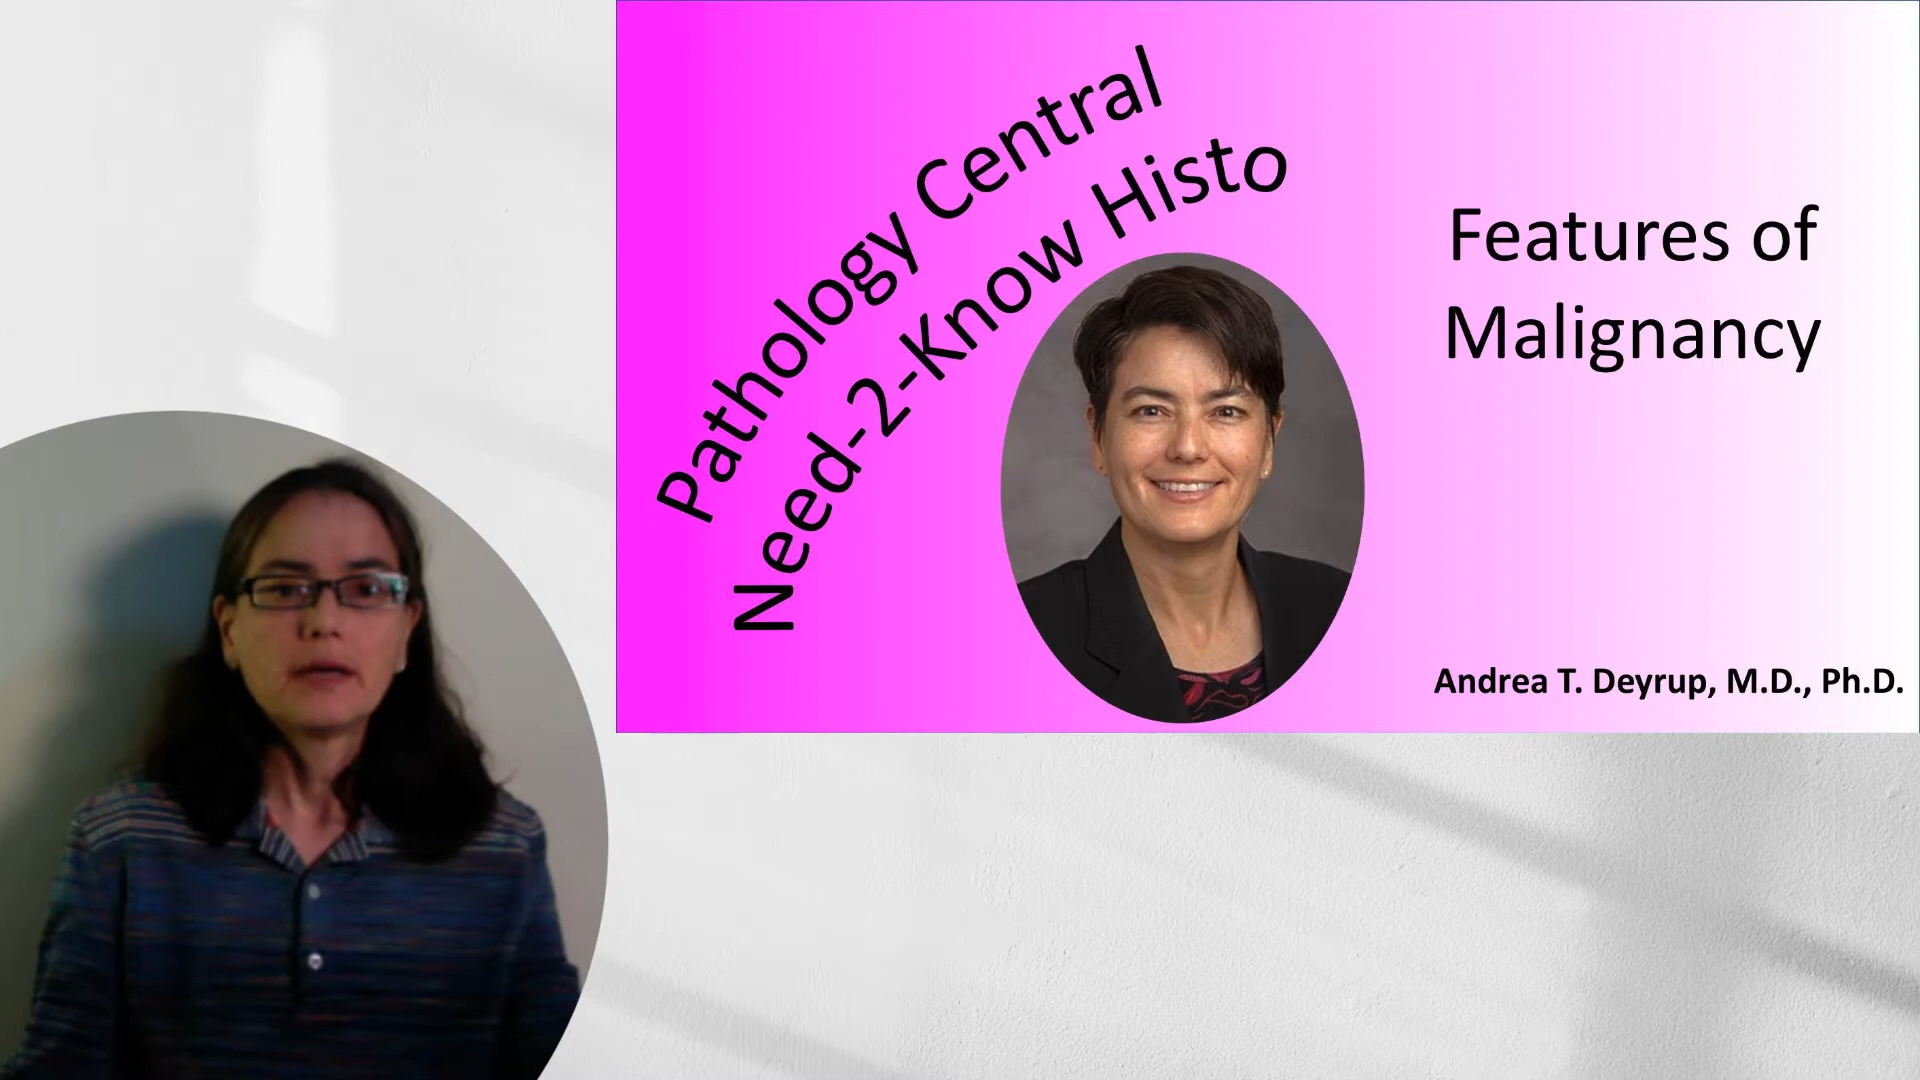 Pathology Central
Need-2-Know Histo
Features of
Malignancy
Andrea T. Deyrup, M.D., Ph.D.